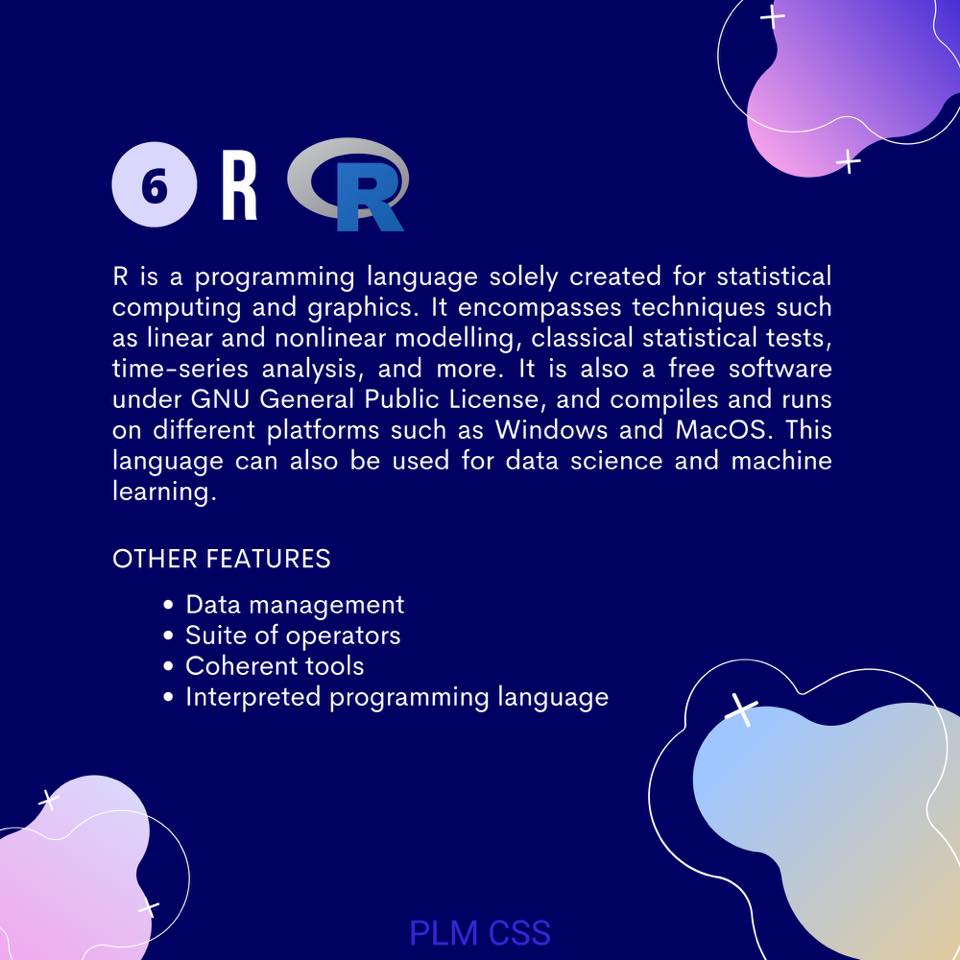 6 R R
R is a programming language solely created for statistical
computing and graphics. It encompasses techniques such
as linear and nonlinear modelling, classical statistical tests,
time-series analysis, and more. It is also a free software
under GNU General Public License, and compiles and runs
on different platforms such as Windows and MacOS. This
language can also be used for data science and machine
learning.
OTHER FEATURES
• Data management
• Suite of operators
• Coherent tools
• Interpreted programming language
PLM CSS